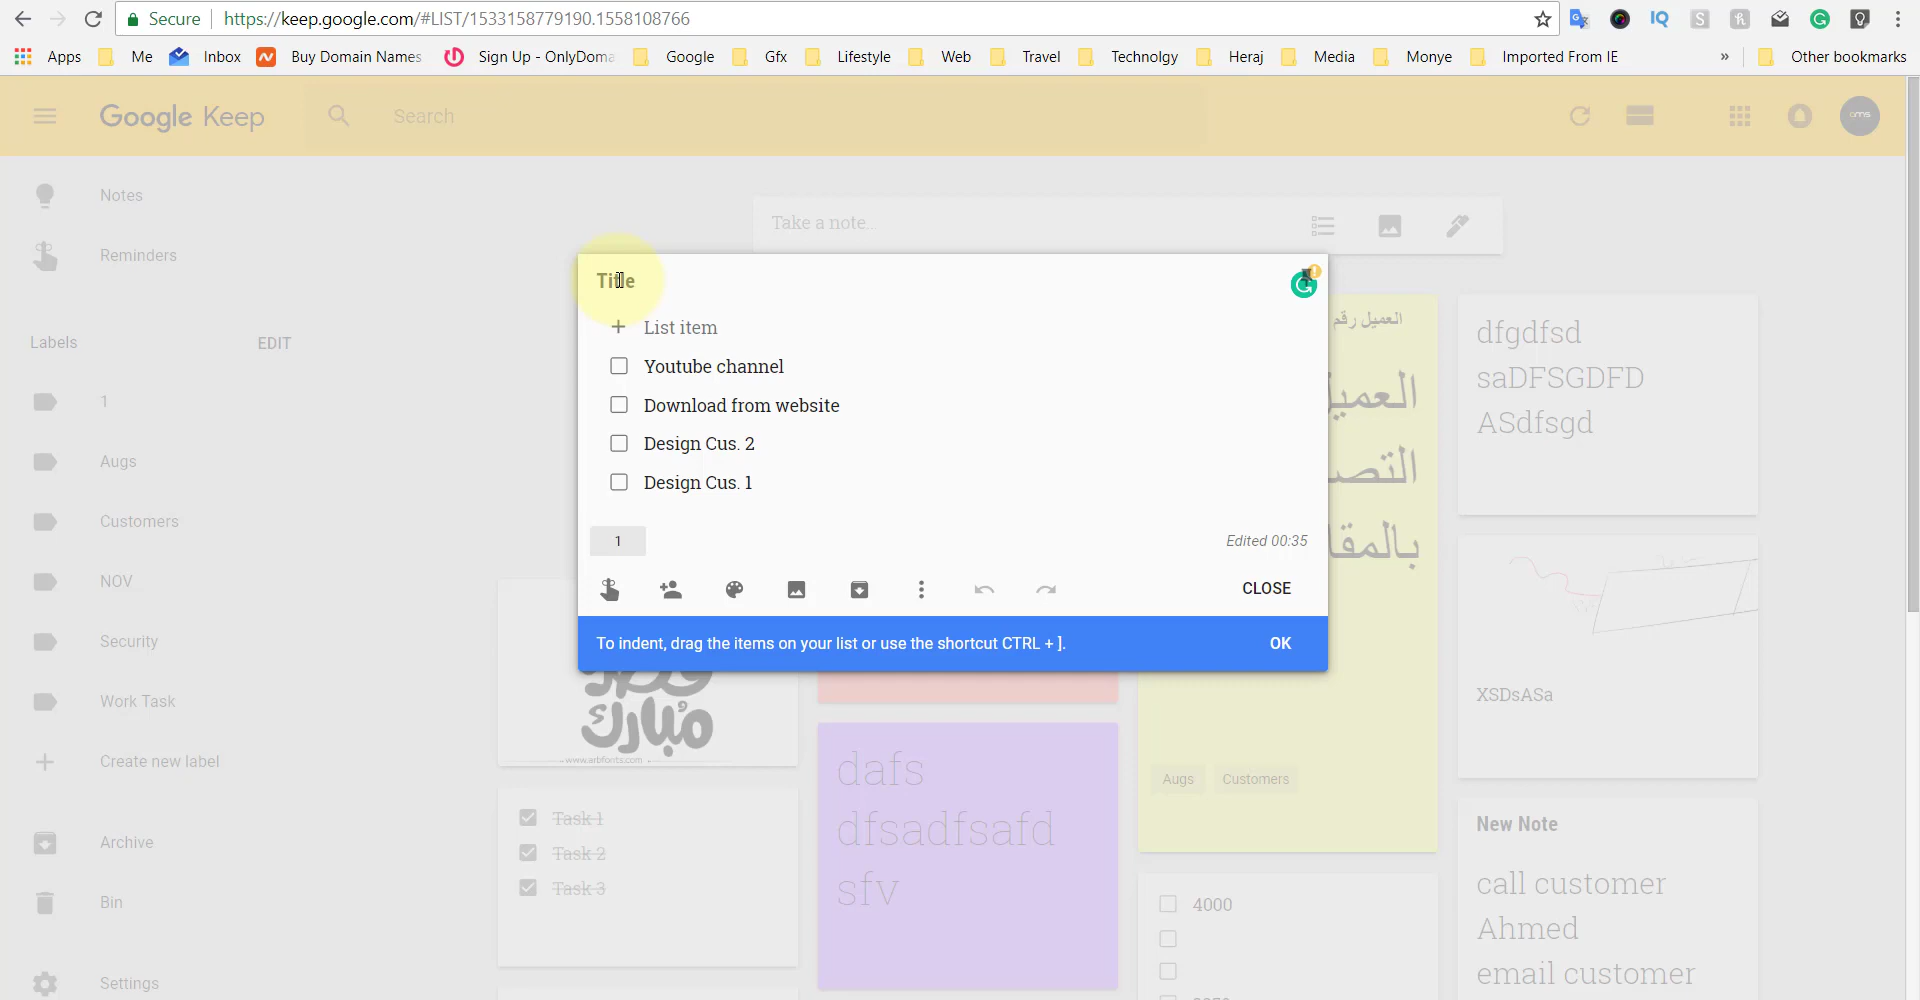 Secure
https://keep.google.com/#LIST/1533158779190.1558108766
Apps
Me
Inbox
Buy Domain Names
Sign Up - OnlyDoma
Google
Gfx
Lifestyle
Web
Travel
Technolgy
Heraj
Media
Monye
Imported From IE
»
Other bookmarks
Google Keep
Search
oms
Notes
Reminders
Labels
EDIT
1
Augs
Customers
NOV
Security
Work Task
Create new label
Archive
Bin
Settings
Take a note...
Title
List item
Youtube channel
Download from website
Design Cus. 2
Design Cus. 1
1
Edited 00:35
CLOSE
To indent, drag the items on your list or use the shortcut CTRL + ].
OK
مُبارك
www.arbfonts.com
Task 1
Task 2
Task 3
dafs
dfsadfsafd
sfv
العميل رقم
Augs
Customers
4000
dfgdfsd
saDFSGDFD
ASdfsgd
XSDsASa
New Note
call customer
Ahmed
email customer